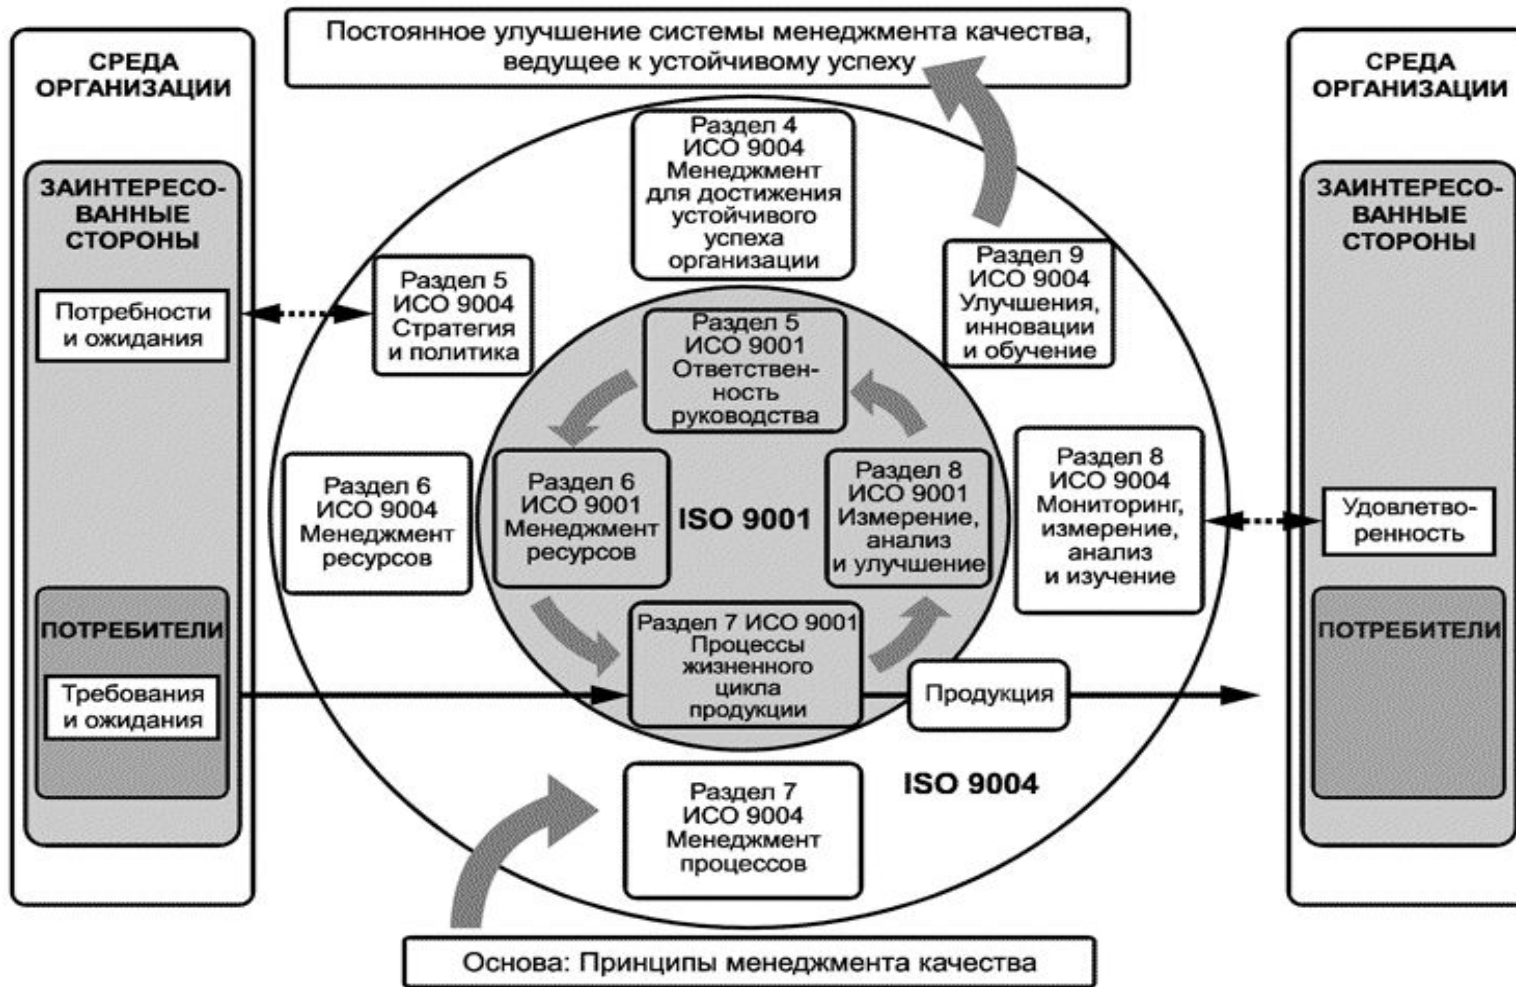 Постоянное улучшение системы менеджмента качества,
ведущее к устойчивому успеху
СРЕДА
ОРГАНИЗАЦИИ
ЗАИНТЕРЕСО-
ВАННЫЕ
СТОРОНЫ
Потребности
и ожидания
ПОТРЕБИТЕЛИ
Требования
и ожидания
Раздел 4
ИСО 9004
Менеджмент
для достижения
устойчивого
успеха
организации
Раздел 5
ИСО 9004
Стратегия
и политика
Раздел 9
ИСО 9004
Улучшения,
инновации
и обучение
Раздел 5
ИСО 9001
Ответствен-
ность
руководства
Раздел 6
ИСО 9004
Менеджмент
ресурсов
Раздел 6
ИСО 9001
Менеджмент
ресурсов
ISO 9001
Раздел 8
ИСО 9001
Измерение,
анализ
и улучшение
Раздел 8
ИСО 9004
Мониторинг,
измерение,
анализ
и изучение
Раздел 7 ИСО 9001
Процессы
жизненного
цикла
продукции
Продукция
ISO 9004
Раздел 7
ИСО 9004
Менеджмент
процессов
СРЕДА
ОРГАНИЗАЦИИ
ЗАИНТЕРЕСО-
ВАННЫЕ
СТОРОНЫ
Удовлетво-
ренность
ПОТРЕБИТЕЛИ
Основа: Принципы менеджмента качества